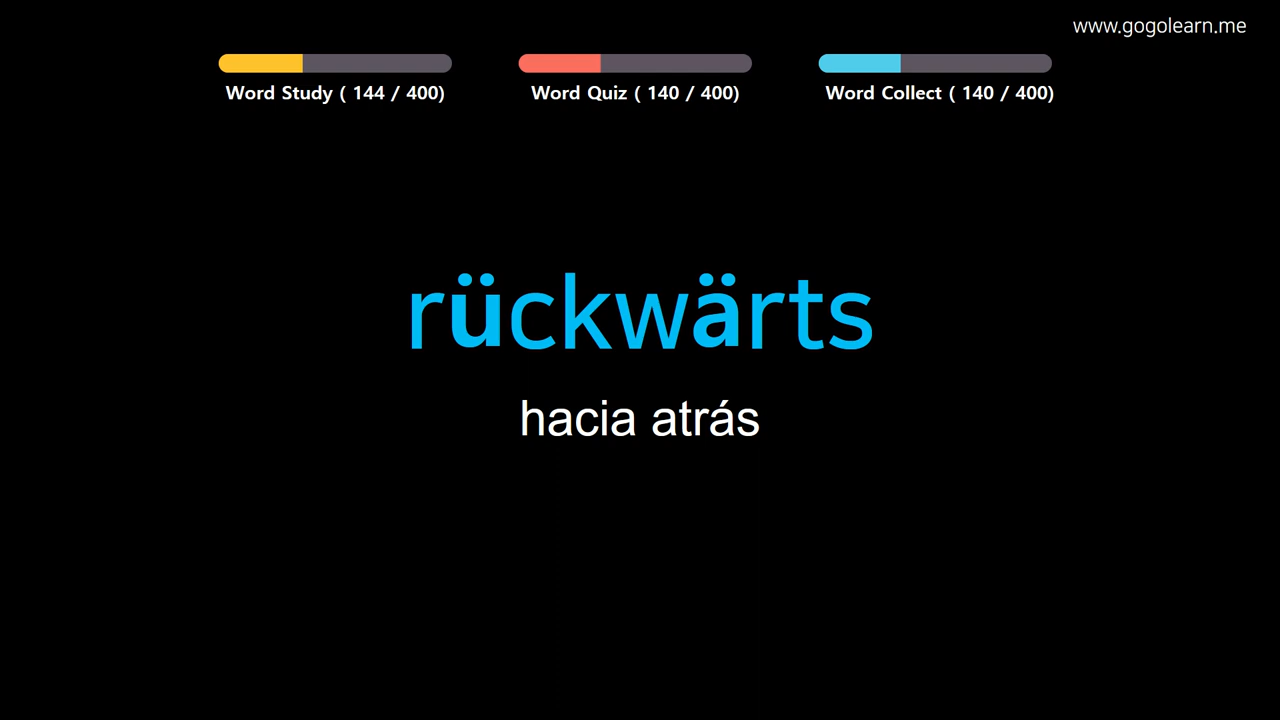 www.gogolearn.me
Word Study ( 144 / 400)
Word Quiz ( 140 / 400)
Word Collect ( 140 / 400)
rückwärts
hacia atrás